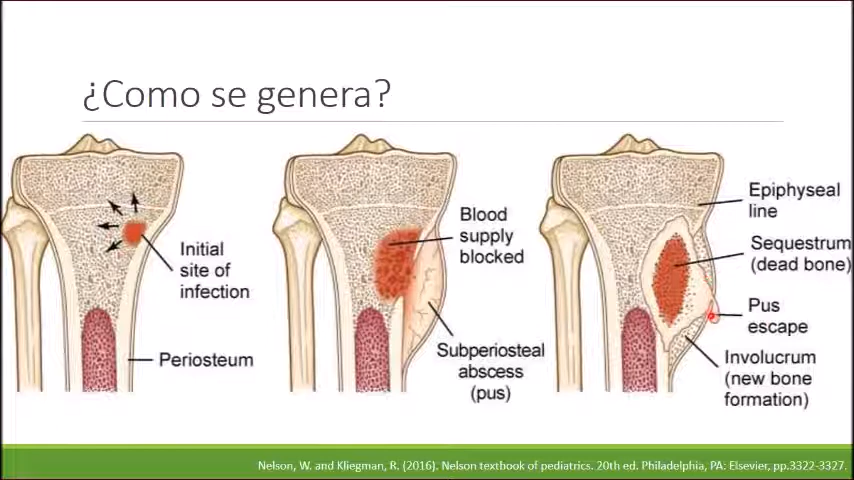 ¿Como se genera?
Initial
site of
infection
Periosteum
Blood
supply
blocked
Subperiosteal
abscess
(pus)
Epiphyseal
line
Sequestrum
(dead bone)
Pus
escape
Involucrum
(new bone
formation)
Nelson, W. and Kliegman, R. (2016). Nelson textbook of pediatrics. 20th ed. Philadelphia, PA: Elsevier, pp.3322-3327.